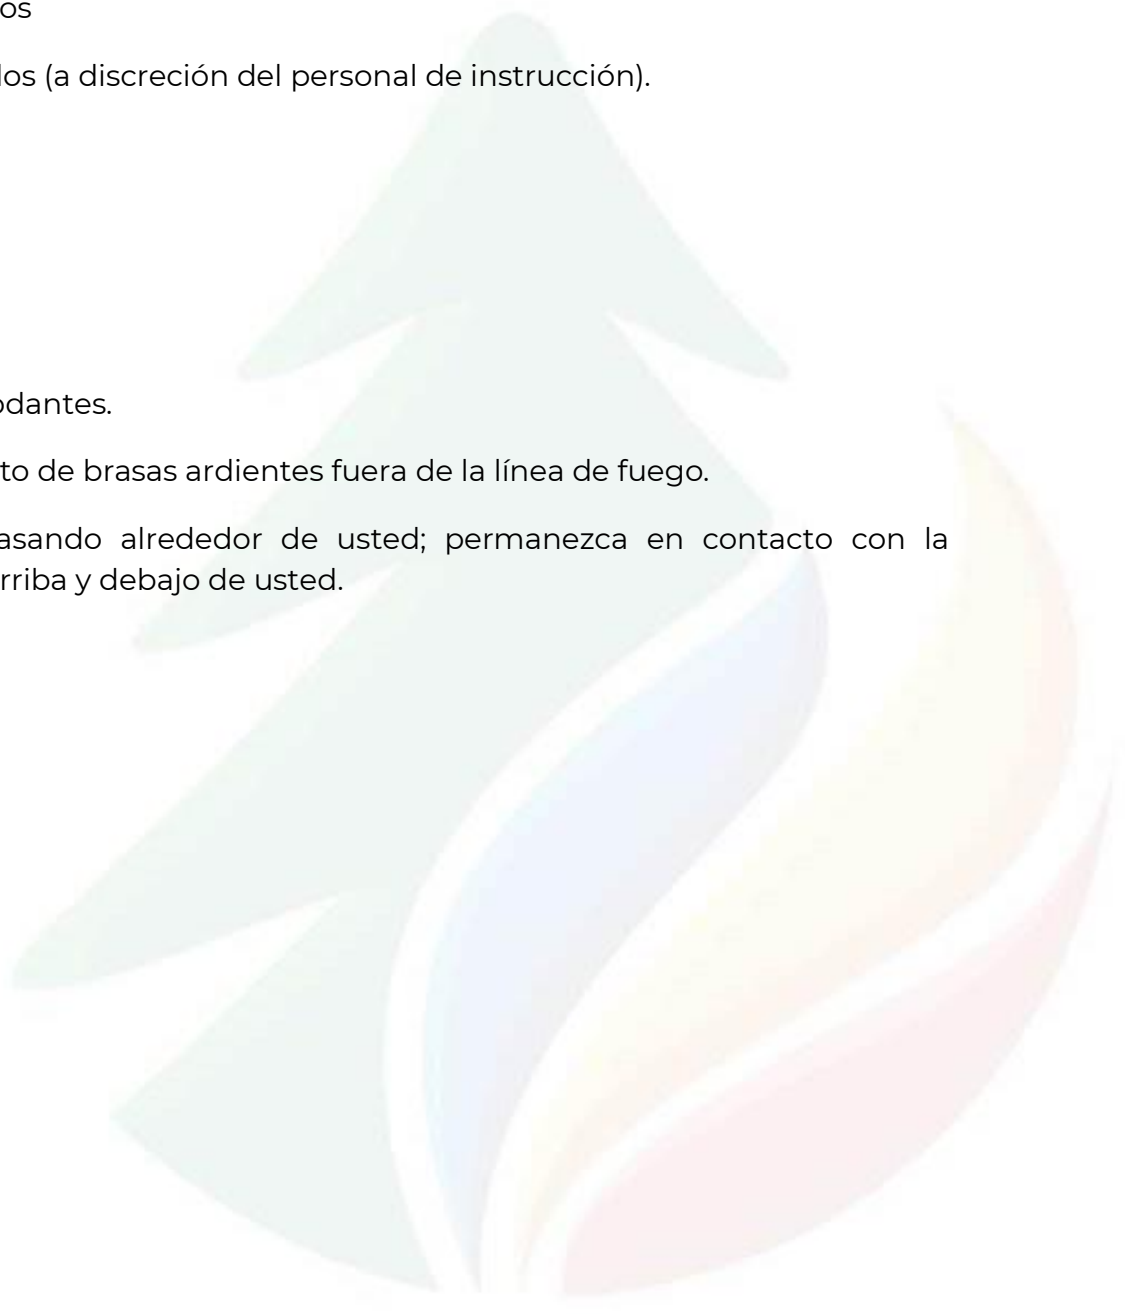 os
los (a discreción del personal de instrucción).
odantes.
to de brasas ardientes fuera de la línea de fuego.
asando alrededor de usted; permanezca en contacto con la
rriba y debajo de usted.